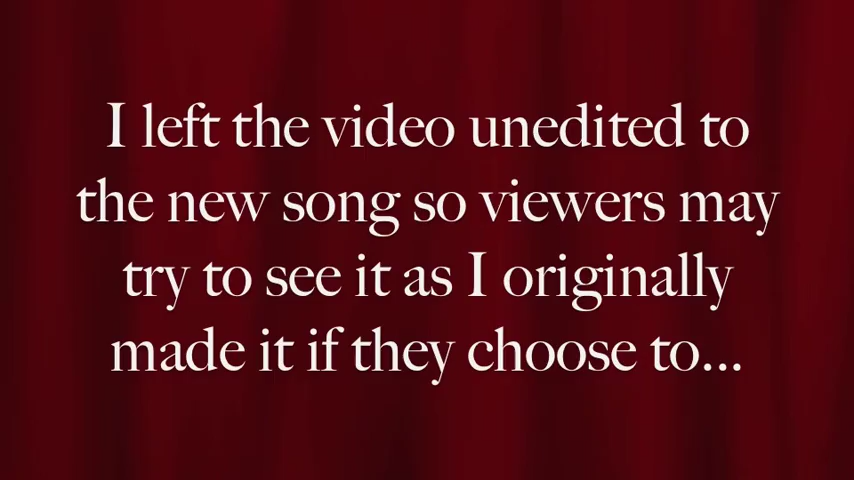 I left the video unedited to
the new song so viewers may
try to see it as I originally
made it if they choose to...